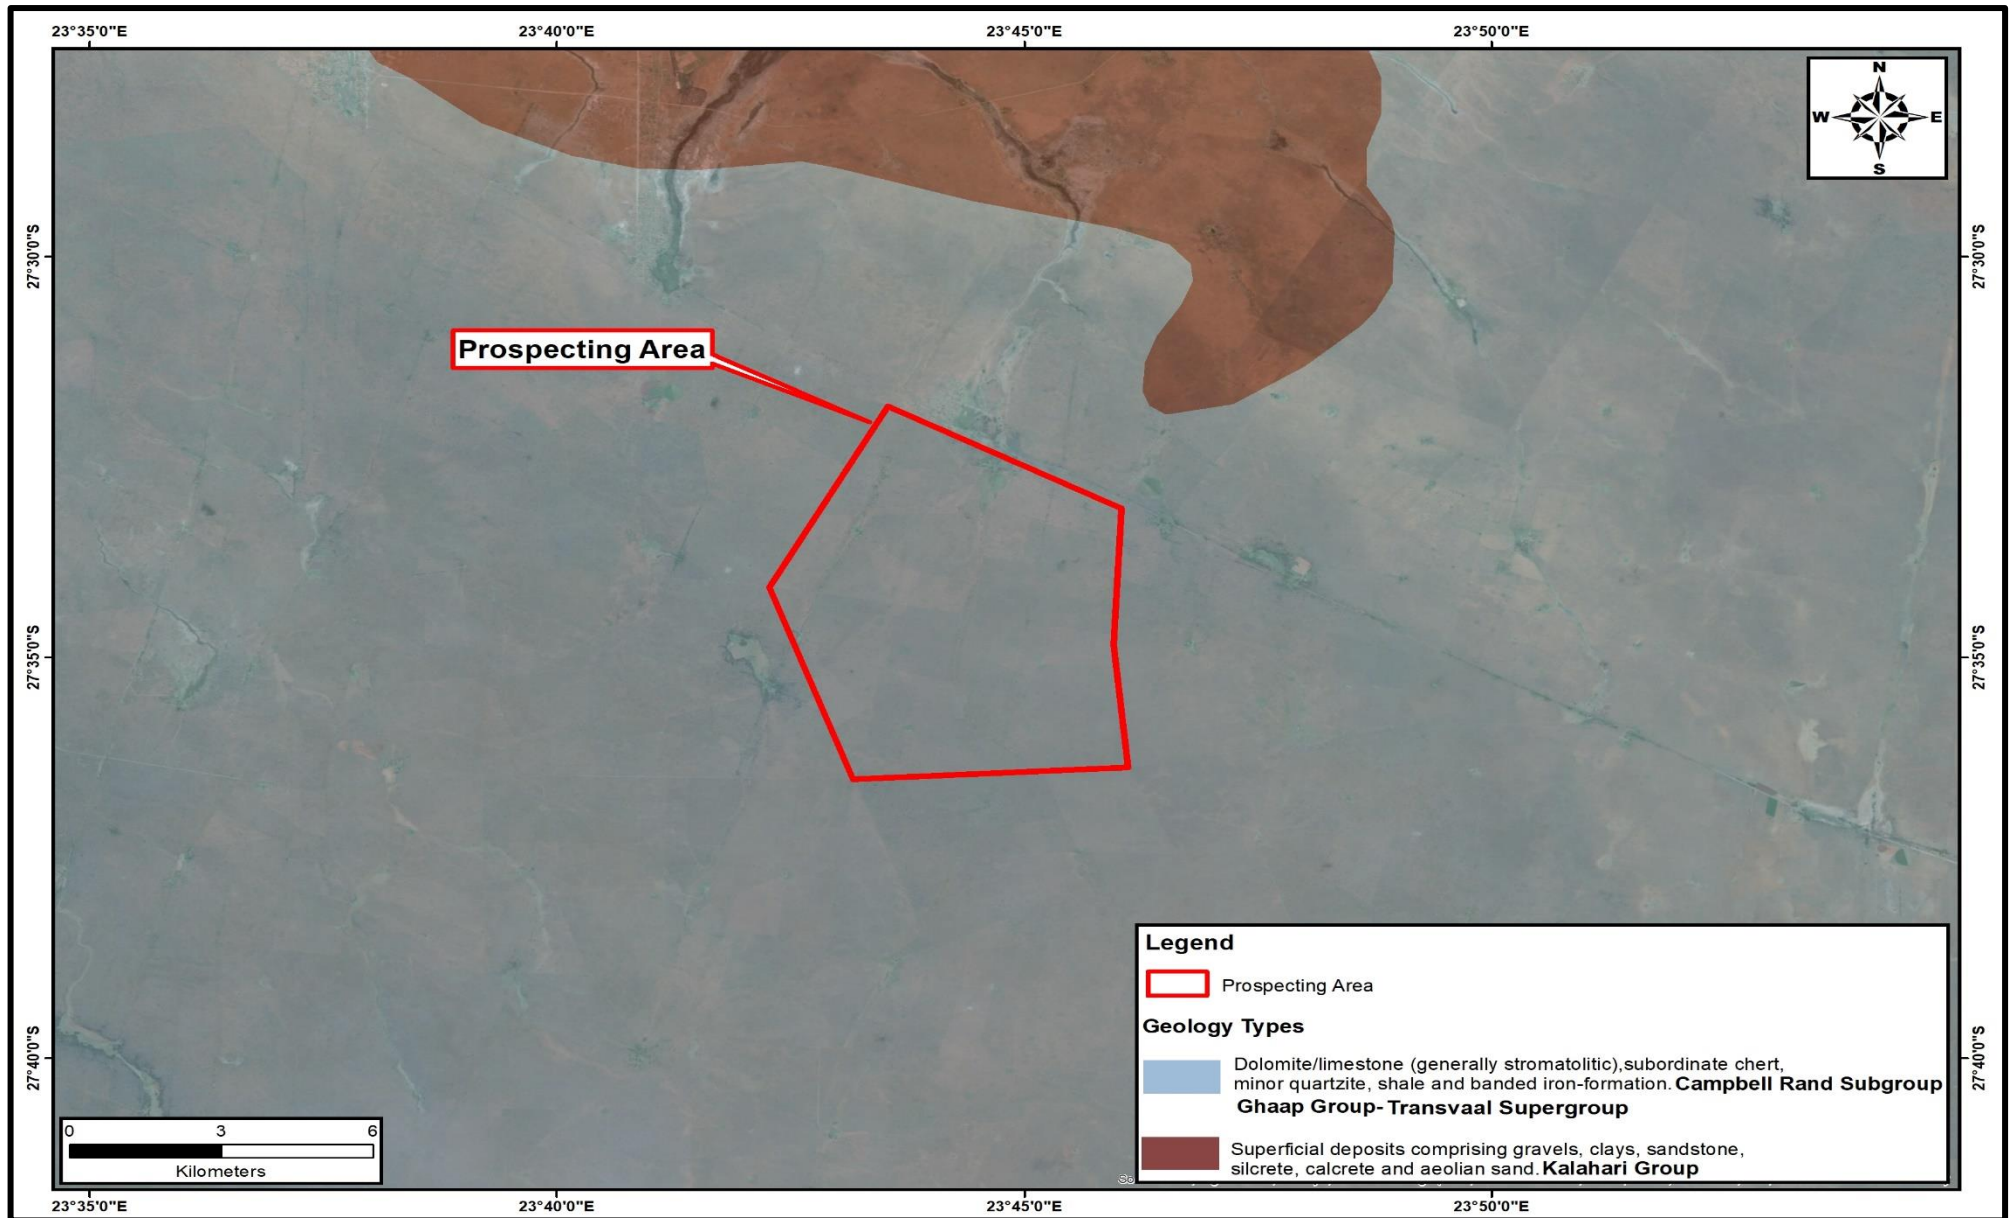 23°35'0"E 23°40'0"E 23°45'0"E 23°50'0"E
N
W E
S
27°30'0"S 27°30'0"S
Prospecting Area
27°35'0"S 27°35'0"S
Legend
Prospecting Area
Geology Types
Dolomite/limestone (generally stromatolitic),subordinate chert,
minor quartzite, shale and banded iron-formation. Campbell Rand Subgroup
Ghaap Group- Transvaal Supergroup
Superficial deposits comprising gravels, clays, sandstone,
silcrete, calcrete and aeolian sand. Kalahari Group
27°40'0"S 27°40'0"S
0 3 6
Kilometers
23°35'0"E 23°40'0"E 23°45'0"E 23°50'0"E